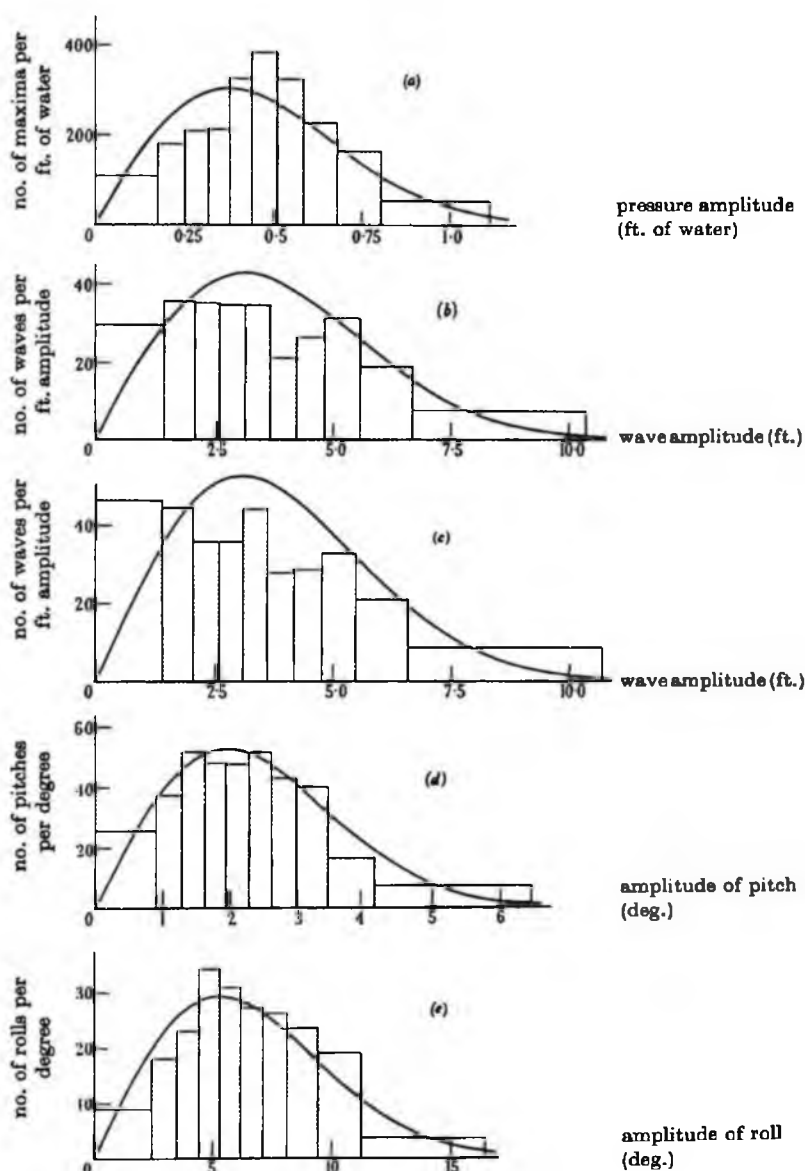 no. of maxima per
ft. of water
400
200
(a)
0 0·25 0·5 0·75 1·0
pressure amplitude
(ft. of water)
no. of waves per
ft. amplitude
40
20
(b)
0 2·5 5·0 7·5 10·0
wave amplitude (ft.)
no. of waves per
ft. amplitude
40
20
(c)
0 2·5 5·0 7·5 10·0
wave amplitude (ft.)
no. of pitches
per degree
60
40
20
(d)
0 1 2 3 4 5 6
amplitude of pitch
(deg.)
no. of rolls per
degree
30
20
10
(e)
0 5 10 15
amplitude of roll
(deg.)